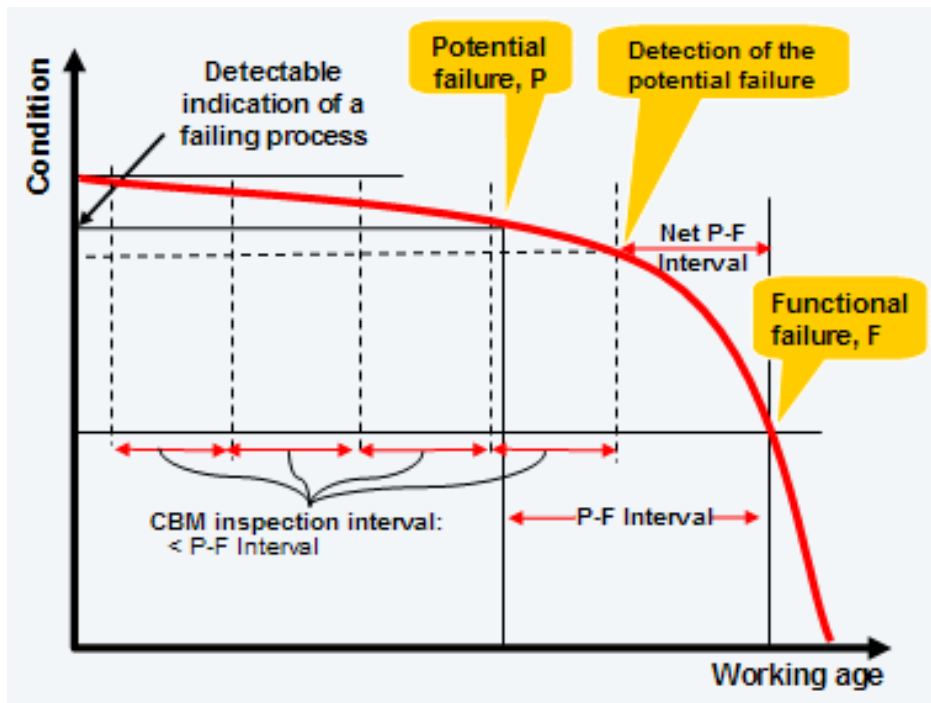 Condition
Detectable
indication of a
failing process
Potential
failure, P
Detection of the
potential failure
Net P-F
Interval
Functional
failure, F
CBM inspection interval:
< P-F Interval
P-F Interval
Working age